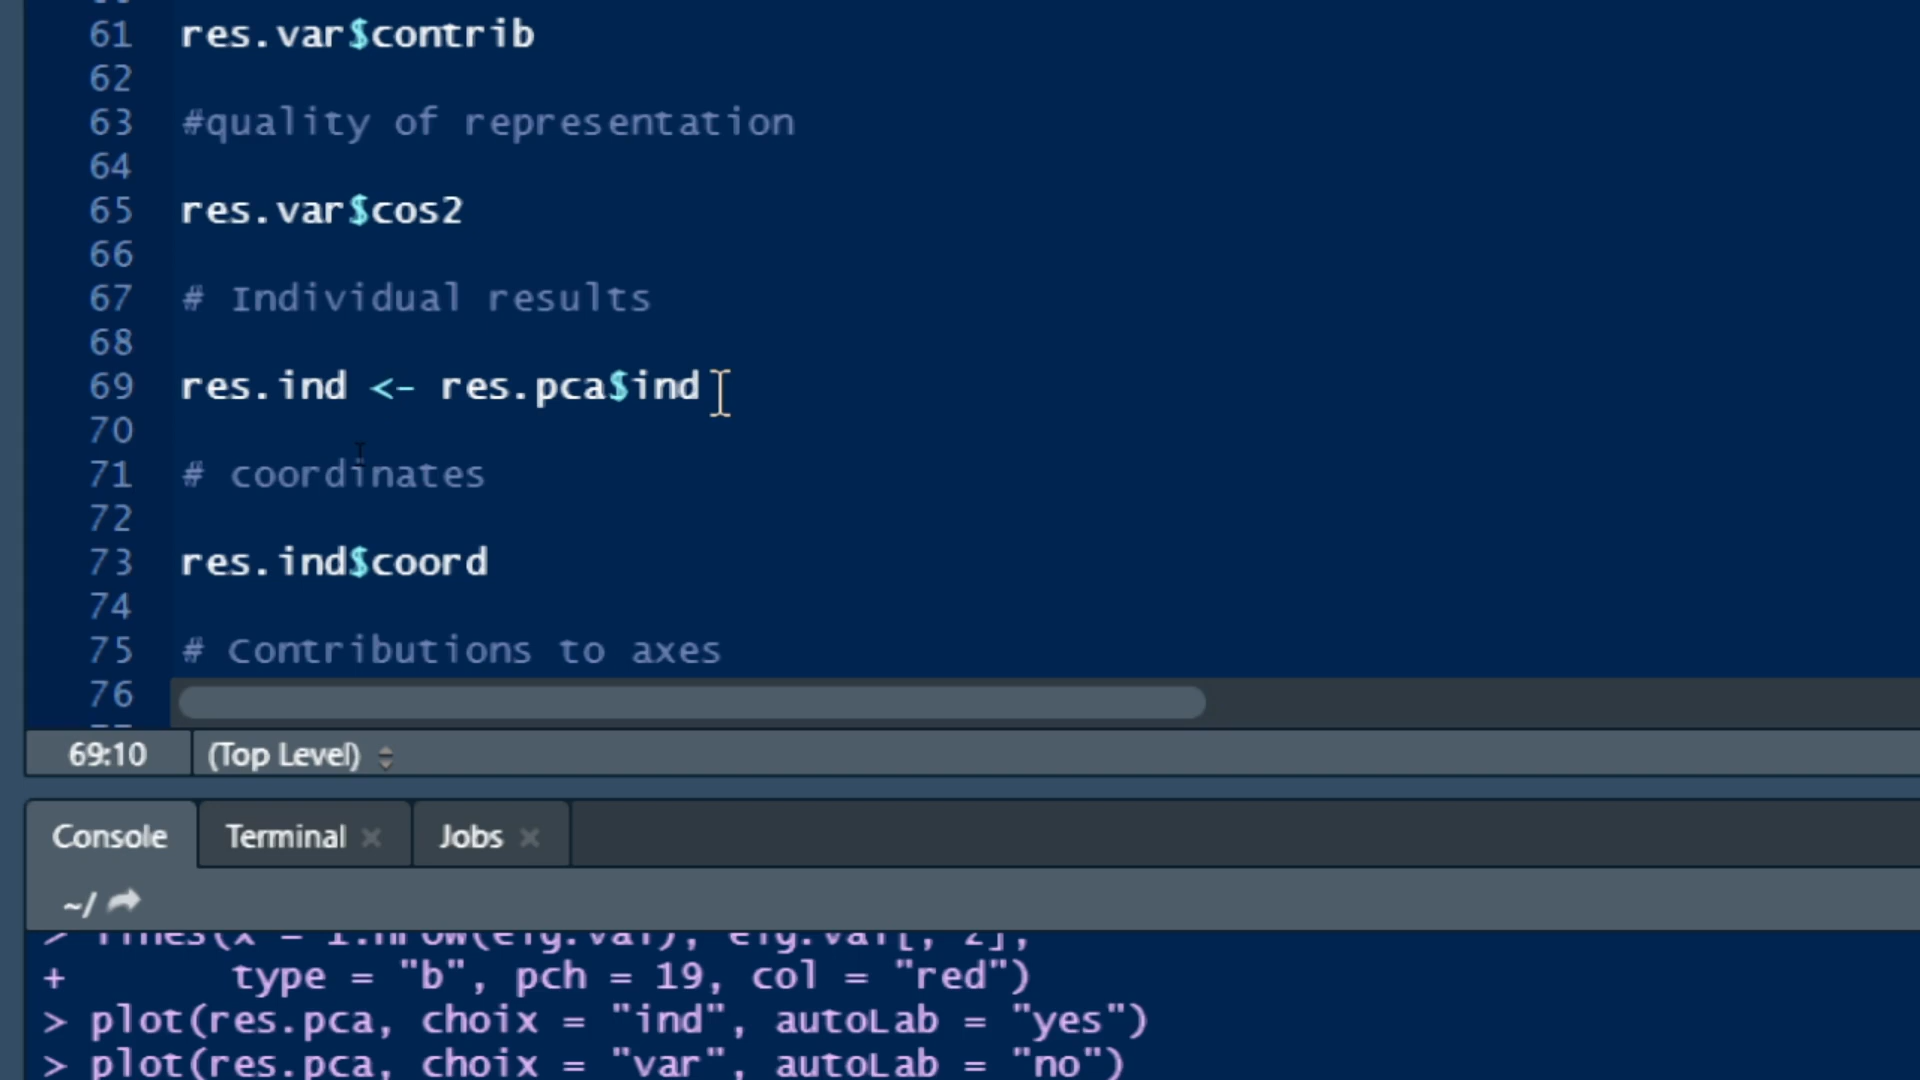 61 res.var$contrib
62
63 #quality of representation
64
65 res.var$cos2
66
67 # Individual results
68
69 res.ind <- res.pca$ind
70
71 # coordinates
72
73 res.ind$coord
74
75 # Contributions to axes
76
69:10 (Top Level)
Console Terminal Jobs
~/
+ type = "b", pch = 19, col = "red")
> plot(res.pca, choix = "ind", autoLab = "yes")
> plot(res.pca, choix = "var", autoLab = "no")